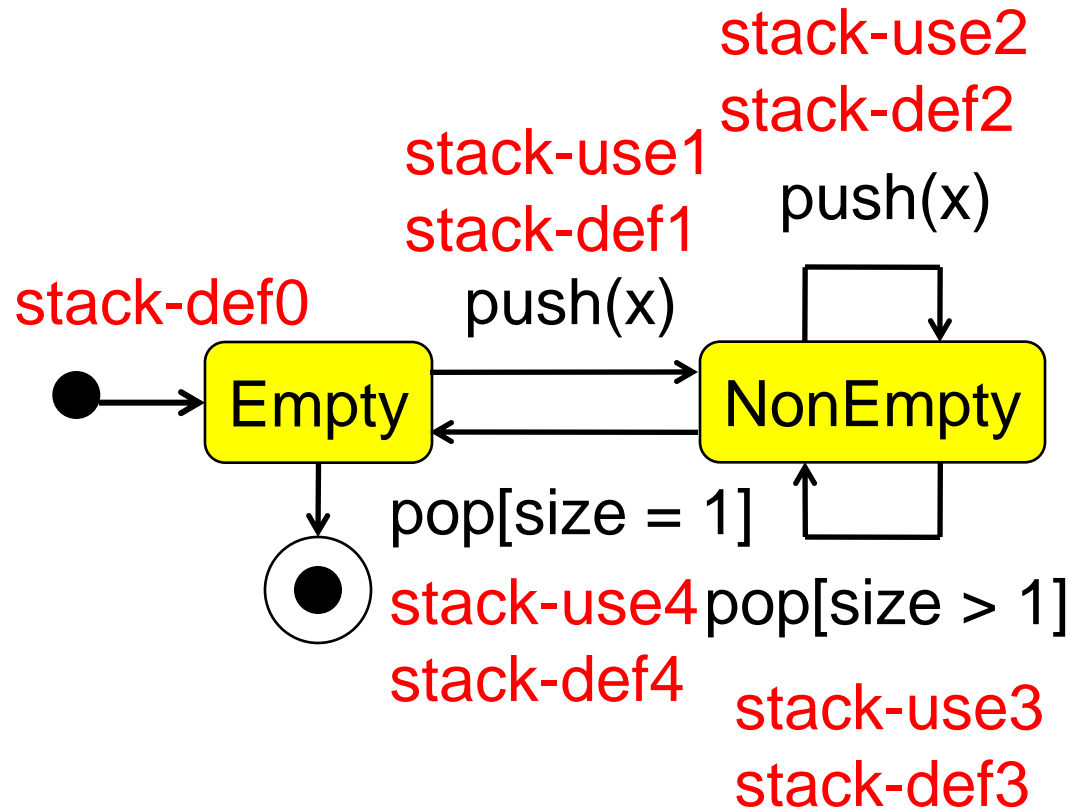 stack-use2
stack-def2
push(x)
stack-use1
stack-def1
push(x)
stack-def0
Empty
NonEmpty
pop[size = 1]
stack-use4
stack-def4
pop[size > 1]
stack-use3
stack-def3